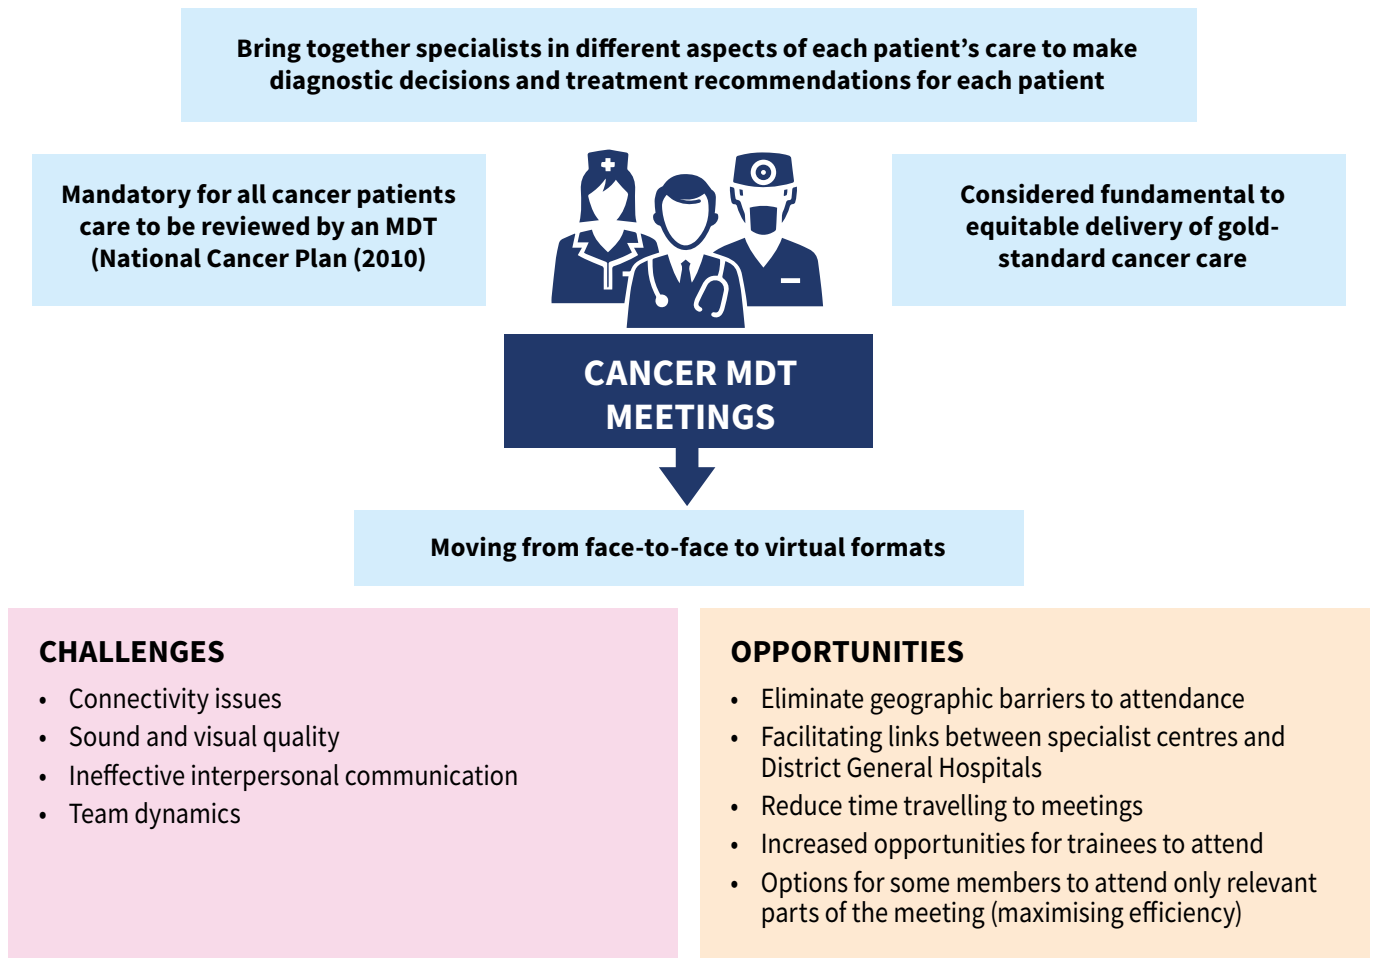 Bring together specialists in different aspects of each patient’s care to make
diagnostic decisions and treatment recommendations for each patient
Mandatory for all cancer patients
care to be reviewed by an MDT
(National Cancer Plan (2010)
Considered fundamental to
equitable delivery of gold-
standard cancer care
CANCER MDT
MEETINGS
Moving from face-to-face to virtual formats
CHALLENGES
• Connectivity issues
• Sound and visual quality
• Ineffective interpersonal communication
• Team dynamics
OPPORTUNITIES
• Eliminate geographic barriers to attendance
• Facilitating links between specialist centres and
District General Hospitals
• Reduce time travelling to meetings
• Increased opportunities for trainees to attend
• Options for some members to attend only relevant
parts of the meeting (maximising efficiency)